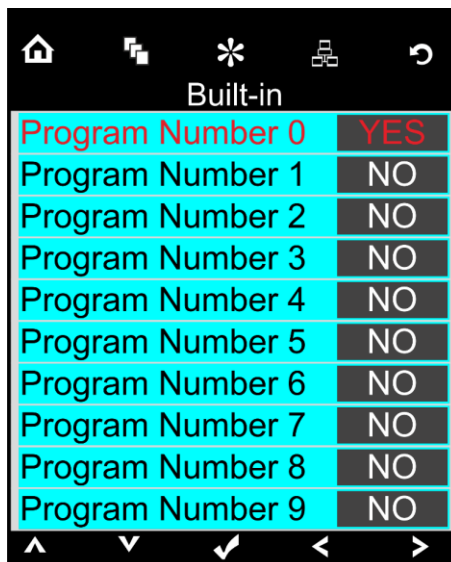 Built-in
Program Number 0 YES
Program Number 1 NO
Program Number 2 NO
Program Number 3 NO
Program Number 4 NO
Program Number 5 NO
Program Number 6 NO
Program Number 7 NO
Program Number 8 NO
Program Number 9 NO